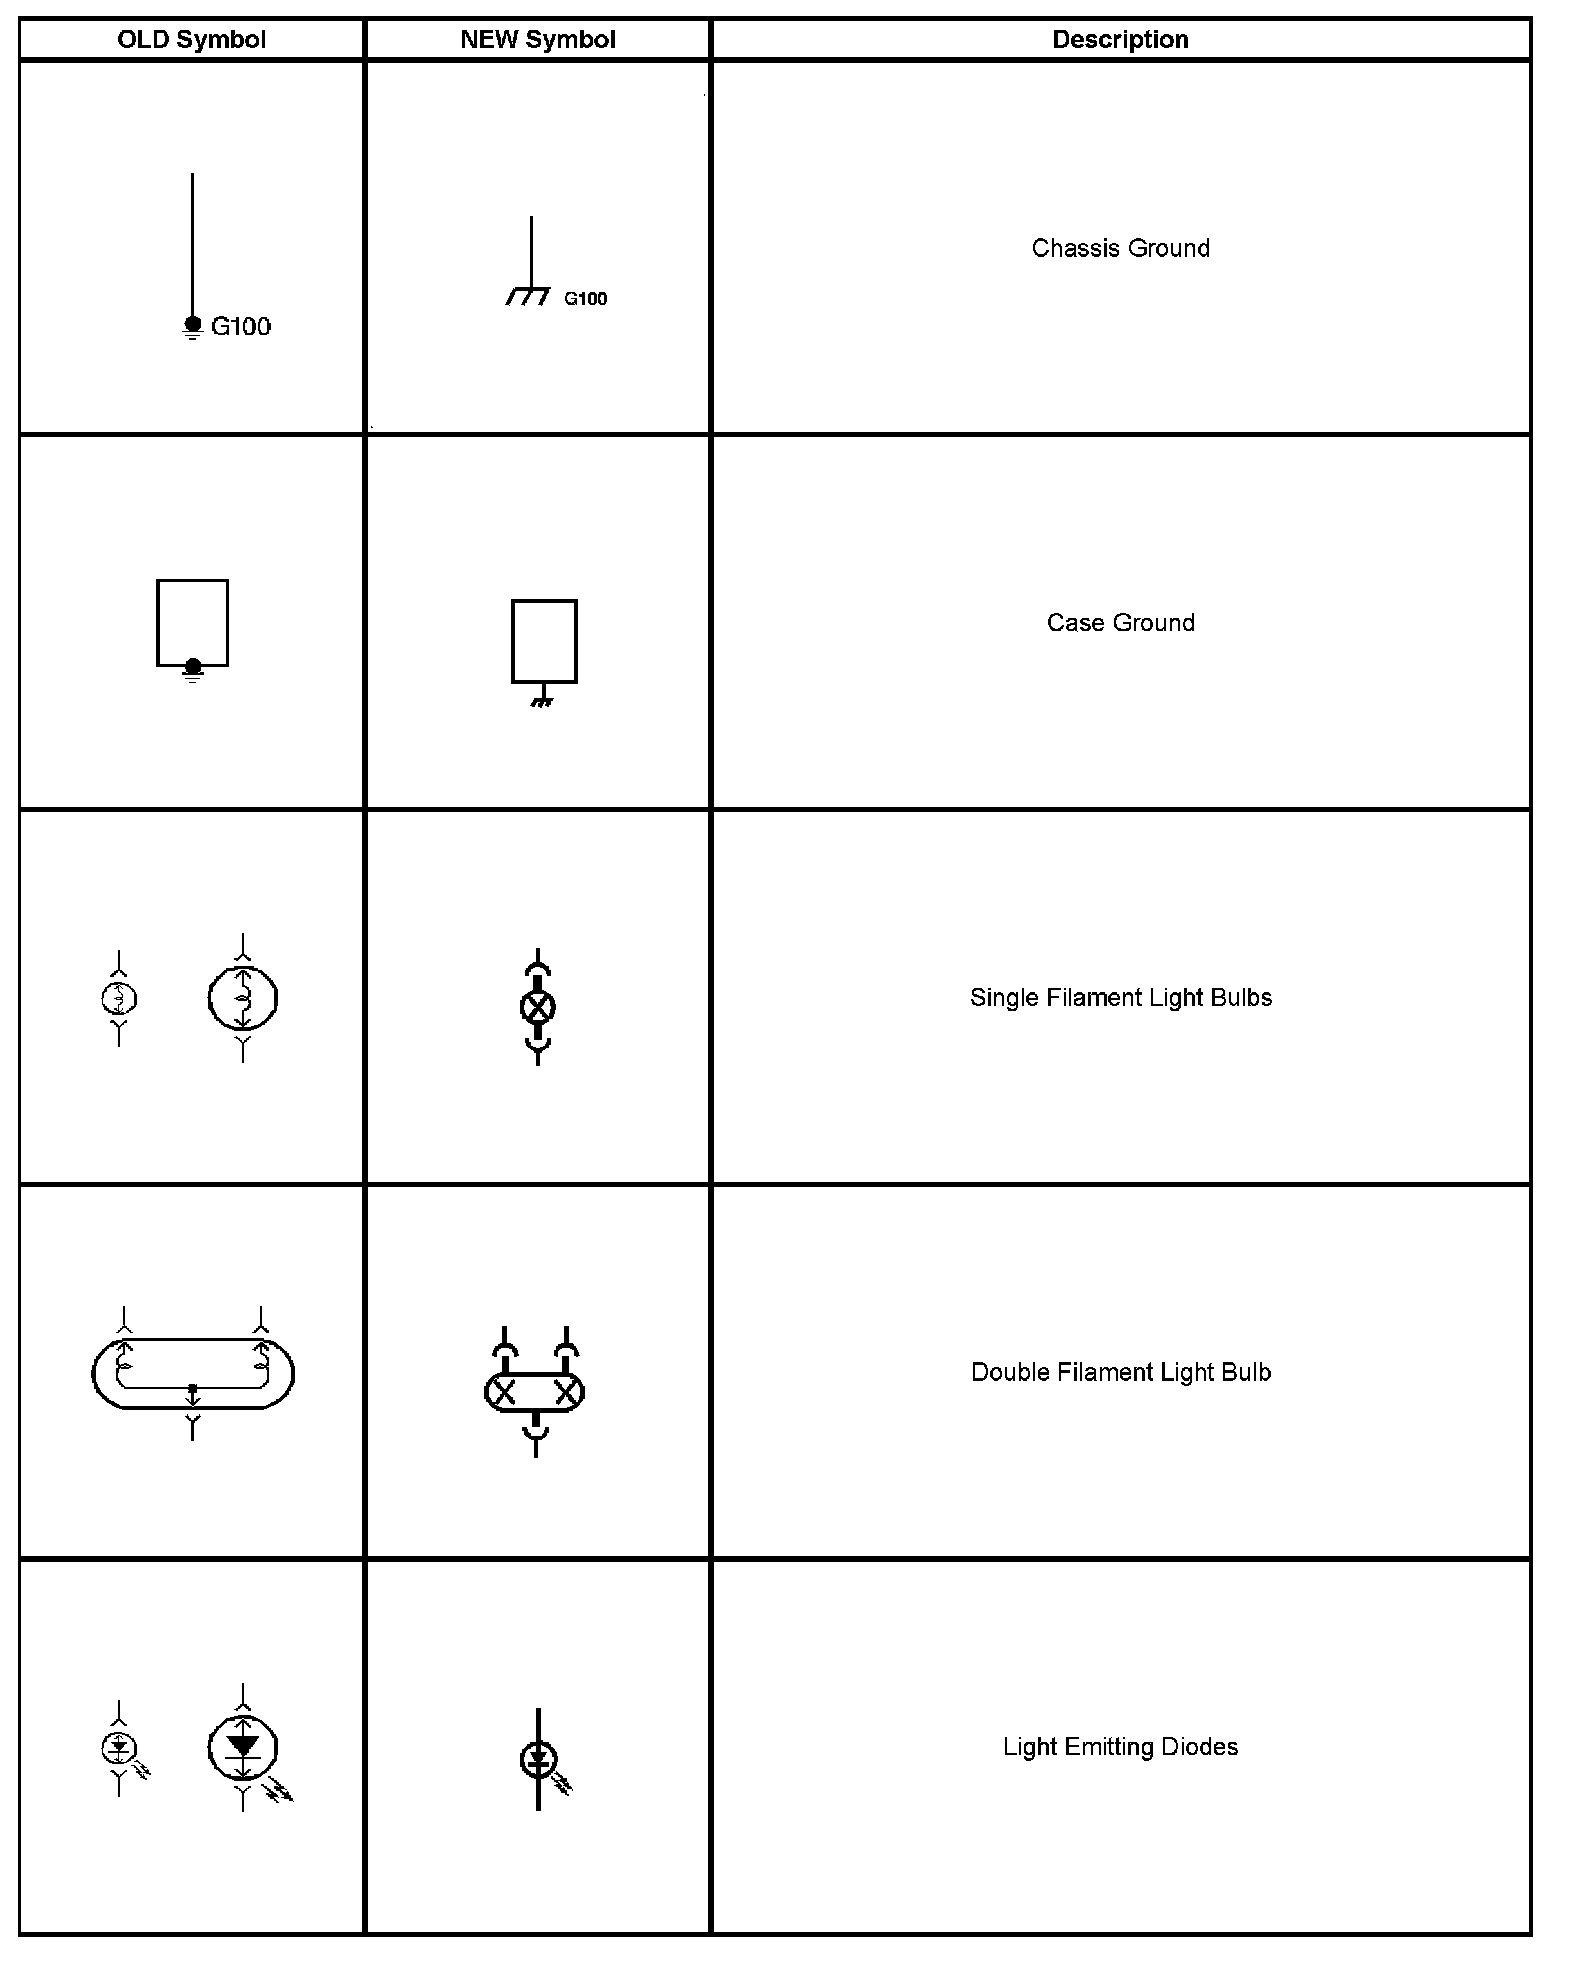 OLD Symbol NEW Symbol Description
G100 G100 Chassis Ground
Case Ground
Single Filament Light Bulbs
Double Filament Light Bulb
Light Emitting Diodes